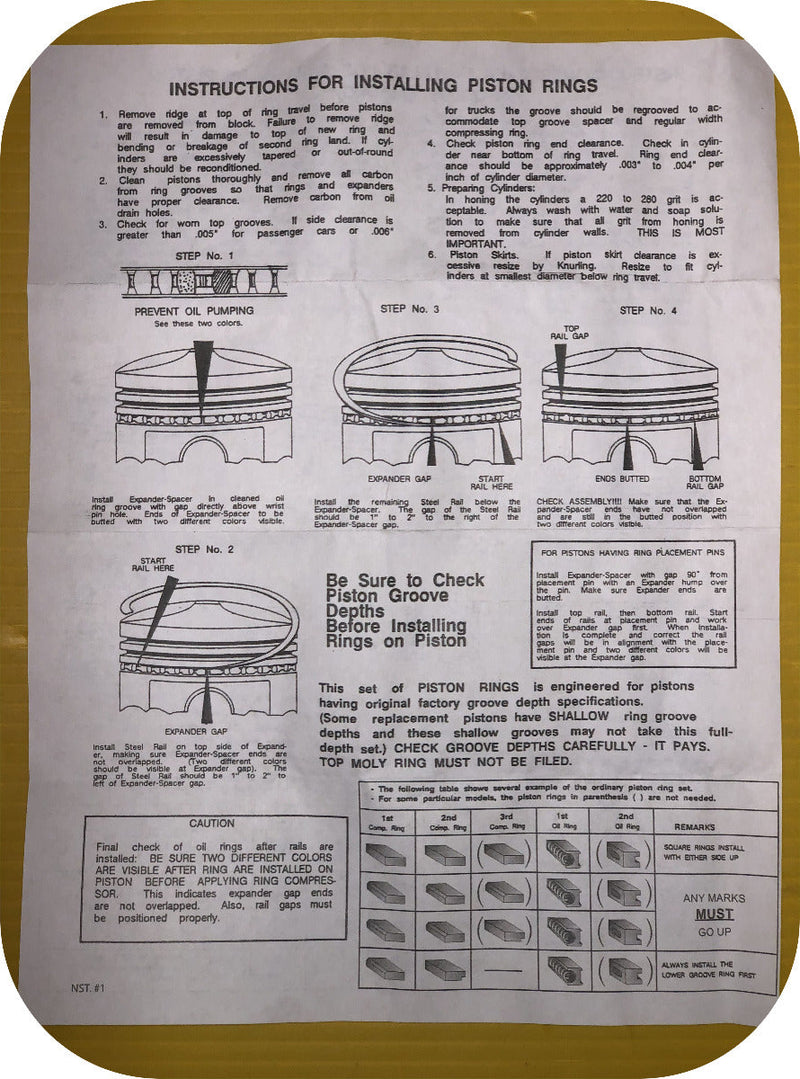 INSTRUCTIONS FOR INSTALLING PISTON RINGS
1. Remove ridge at top of ring travel before pistons
are removed from block. Failure to remove ridge
will result in damage to top of new ring and
bending or breakage of second ring land. If cyl-
inders are excessively tapered or out-of-round
they should be reconditioned.
2. Clean pistons thoroughly and remove all carbon
from ring grooves so that rings and expanders
have proper clearance. Remove carbon from oil
drain holes.
3. Check for worn top grooves. If side clearance is
greater than .005" for passenger cars or .006"
for trucks the groove should be regrooved to ac-
commodate top groove spacer and regular width
compressing ring.
4. Check piston ring end clearance. Check in cylin-
der near bottom of ring travel. Ring end clear-
ance should be approximately .003" to .004" per
inch of cylinder diameter.
5. Preparing Cylinders:
In honing the cylinders a 220 to 280 grit is ac-
ceptable. Always wash with water and soap solu-
tion to make sure that all grit from honing is
removed from cylinder walls. THIS IS MOST
IMPORTANT.
6. Piston Skirts. If piston skirt clearance is ex-
cessive resize by Knurling. Resize to fit cyl-
inders at smallest diameter below ring travel.
STEP No. 1
PREVENT OIL PUMPING
See these two colors.
Install Expander-Spacer in cleaned oil
ring groove with gap directly above wrist
pin hole. Ends of Expander-Spacer to be
butted with two different colors visible.
STEP No. 3
EXPANDER GAP
START
RAIL HERE
Install the remaining Steel Rail below the
Expander-Spacer. The gap of the Steel Rail
should be 1" to 2" to the right of the
Expander-Spacer gap.
STEP No. 4
TOP
RAIL GAP
ENDS BUTTED
BOTTOM
RAIL GAP
CHECK ASSEMBLY!!!! Make sure that the Ex-
pander-Spacer ends have not overlapped
and are still in the butted position with
two different colors visible.
STEP No. 2
START
RAIL HERE
EXPANDER GAP
Install Steel Rail on top side of Expand-
er, making sure Expander-Spacer ends are
not overlapped. (Two different colors
should be visible at Expander gap). The
gap of Steel Rail should be 1" to 2" to
left of Expander-Spacer gap.
Be Sure to Check
Piston Groove
Depths
Before Installing
Rings on Piston
FOR PISTONS HAVING RING PLACEMENT PINS
Install Expander-Spacer with gap 90° from
placement pin with an Expander hump over
the pin. Make sure Expander ends are
butted.
Install top rail, then bottom rail. Start
ends of rails at placement pin and work
over Expander gap first. When installa-
tion is complete and correct the rail
gaps will be in alignment with the place-
ment pin and two different colors will be
visible at the Expander gap.
This set of PISTON RINGS is engineered for pistons
having original factory groove depth specifications.
(Some replacement pistons have SHALLOW ring groove
depths and these shallow grooves may not take this full-
depth set.) CHECK GROOVE DEPTHS CAREFULLY - IT PAYS.
TOP MOLY RING MUST NOT BE FILED.
CAUTION
Final check of oil rings after rails are
installed: BE SURE TWO DIFFERENT COLORS
ARE VISIBLE AFTER RING ARE INSTALLED ON
PISTON BEFORE APPLYING RING COMPRES-
SOR. This indicates expander gap ends
are not overlapped. Also, rail gaps must
be positioned properly.
- The following table shows several example of the ordinary piston ring set.
- For some particular models, the piston rings in parenthesis ( ) are not needed.
1st Comp. Ring 2nd Comp. Ring 3rd Comp. Ring 1st Oil Ring 2nd Oil Ring REMARKS
SQUARE RINGS INSTALL
WITH EITHER SIDE UP
ANY MARKS
MUST
GO UP
ALWAYS INSTALL THE
LOWER GROOVE RING FIRST
NST. #1